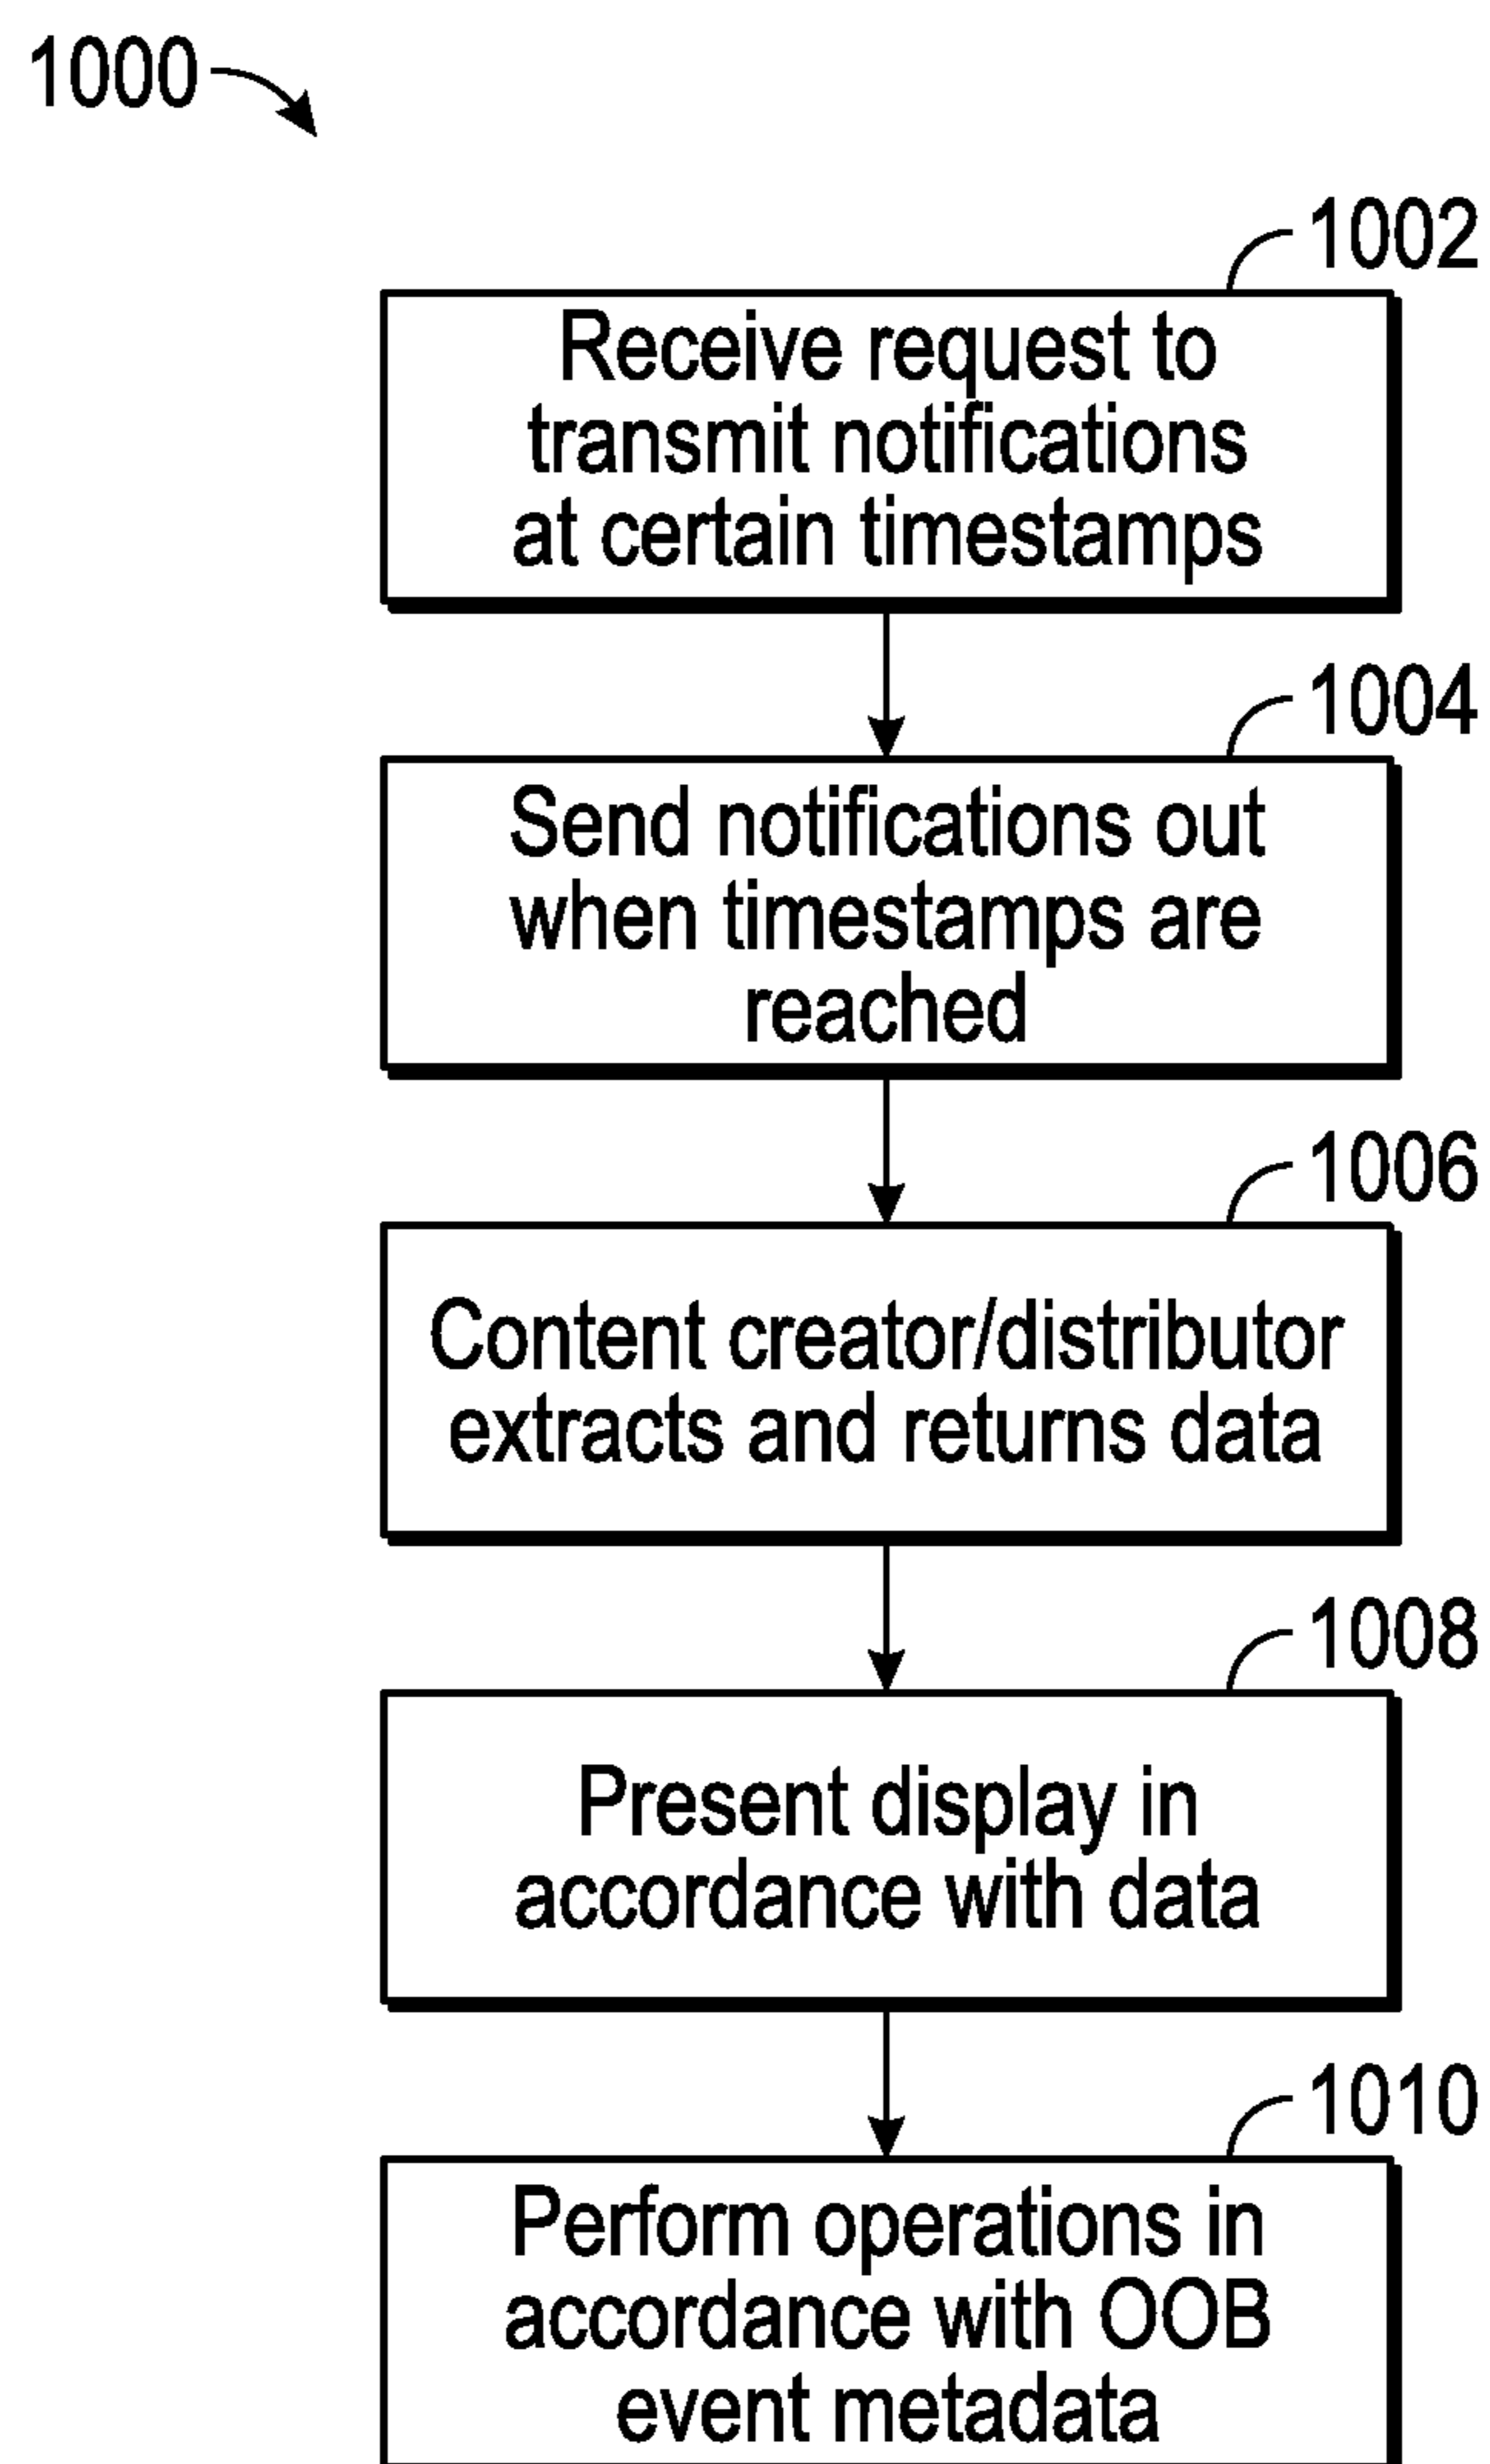 1000
1002
Receive request to
transmit notifications
at certain timestamps
1004
Send notifications out
when timestamps are
reached
1006
Content creator/distributor
extracts and returns data
1008
Present display in
accordance with data
1010
Perform operations in
accordance with OOB
event metadata